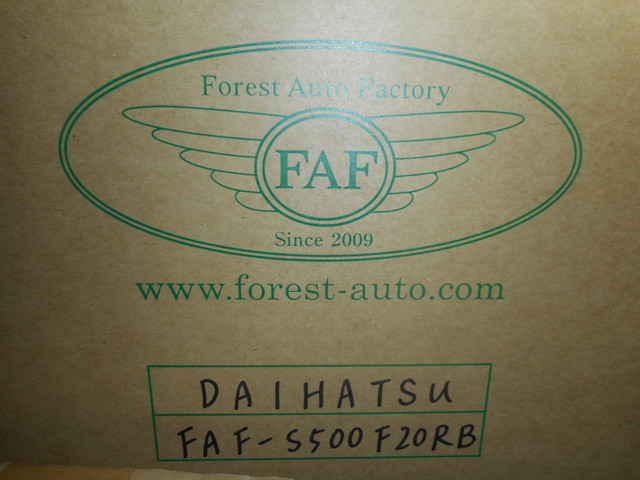 Forest Auto Factory
FAF
Since 2009
www.forest-auto.com
DAIHATSU
FAF-S500F20RB